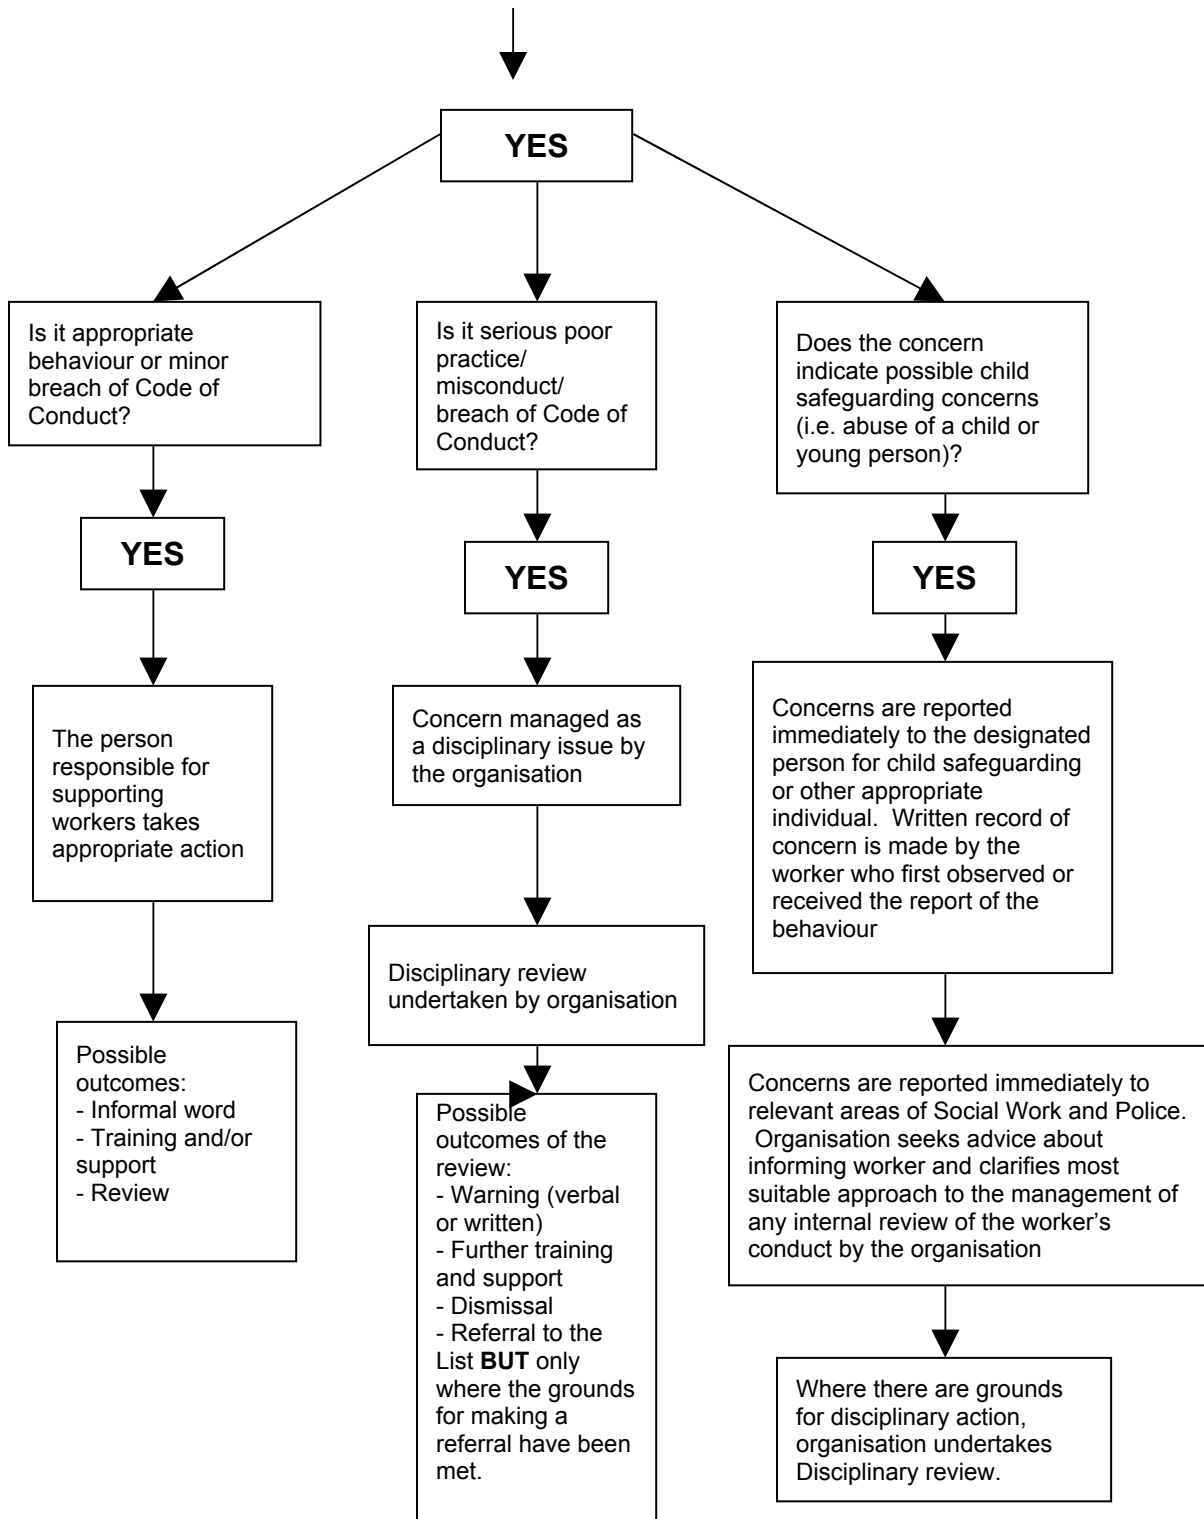 YES
Is it appropriate
behaviour or minor
breach of Code of
Conduct?
YES
The person
responsible for
supporting
workers takes
appropriate action
Possible
outcomes:
- Informal word
- Training and/or
support
- Review
Is it serious poor
practice/
misconduct/
breach of Code of
Conduct?
YES
Concern managed as
a disciplinary issue by
the organisation
Disciplinary review
undertaken by organisation
Possible
outcomes of the
review:
- Warning (verbal
or written)
- Further training
and support
- Dismissal
- Referral to the
List BUT only
where the grounds
for making a
referral have been
met.
Does the concern
indicate possible child
safeguarding concerns
(i.e. abuse of a child or
young person)?
YES
Concerns are reported
immediately to the designated
person for child safeguarding
or other appropriate
individual.  Written record of
concern is made by the
worker who first observed or
received the report of the
behaviour
Concerns are reported immediately to
relevant areas of Social Work and Police.
Organisation seeks advice about
informing worker and clarifies most
suitable approach to the management of
any internal review of the worker’s
conduct by the organisation
Where there are grounds
for disciplinary action,
organisation undertakes
Disciplinary review.